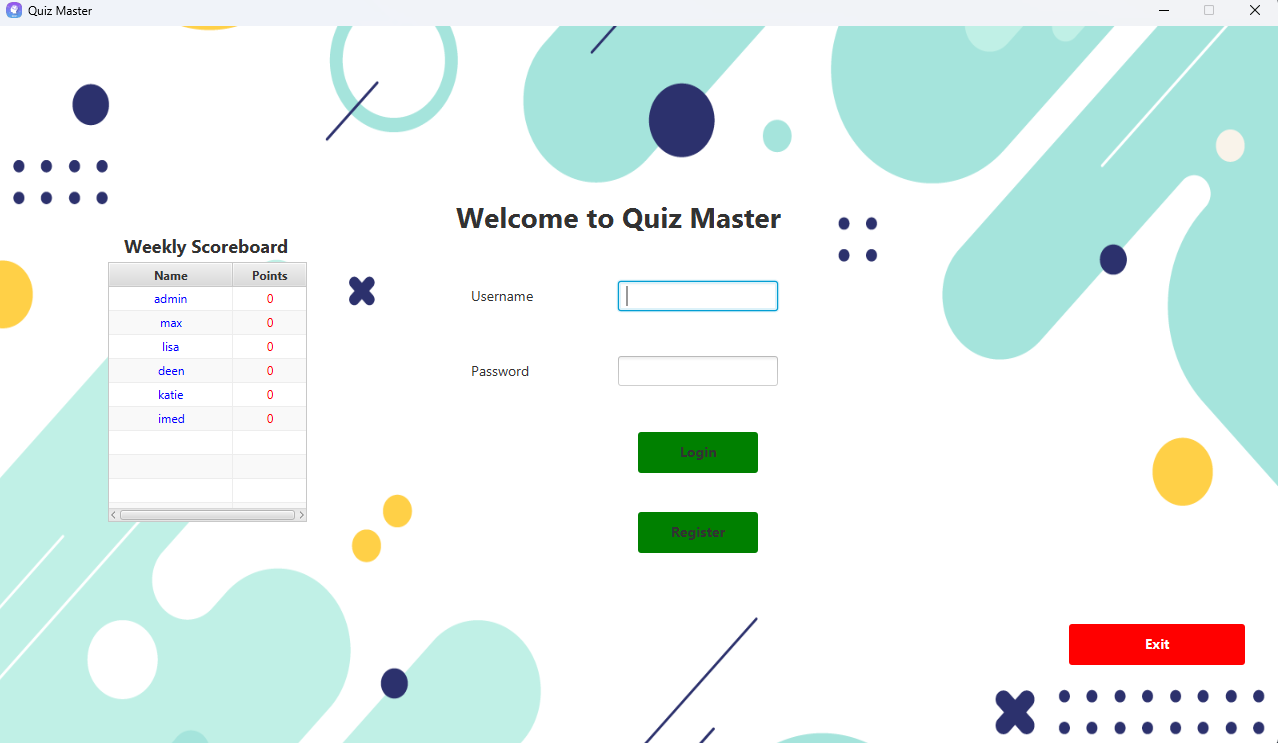 Quiz Master
Welcome to Quiz Master
Weekly Scoreboard
Name Points
admin 0
max 0
lisa 0
deen 0
katie 0
imed 0
Username
Password
Login
Register
Exit